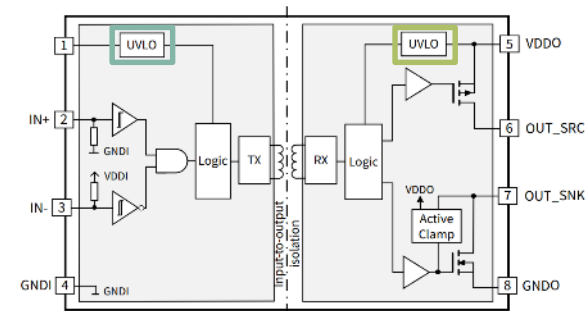 1
UVLO
UVLO
5 VDDO
IN+ 2
GNDI
VDDI
Logic
TX
RX
Logic
6 OUT_SRC
VDDO
7 OUT_SNK
IN- 3
Active
Clamp
input-to-output
isolation
GNDI 4
GNDI
8 GNDO